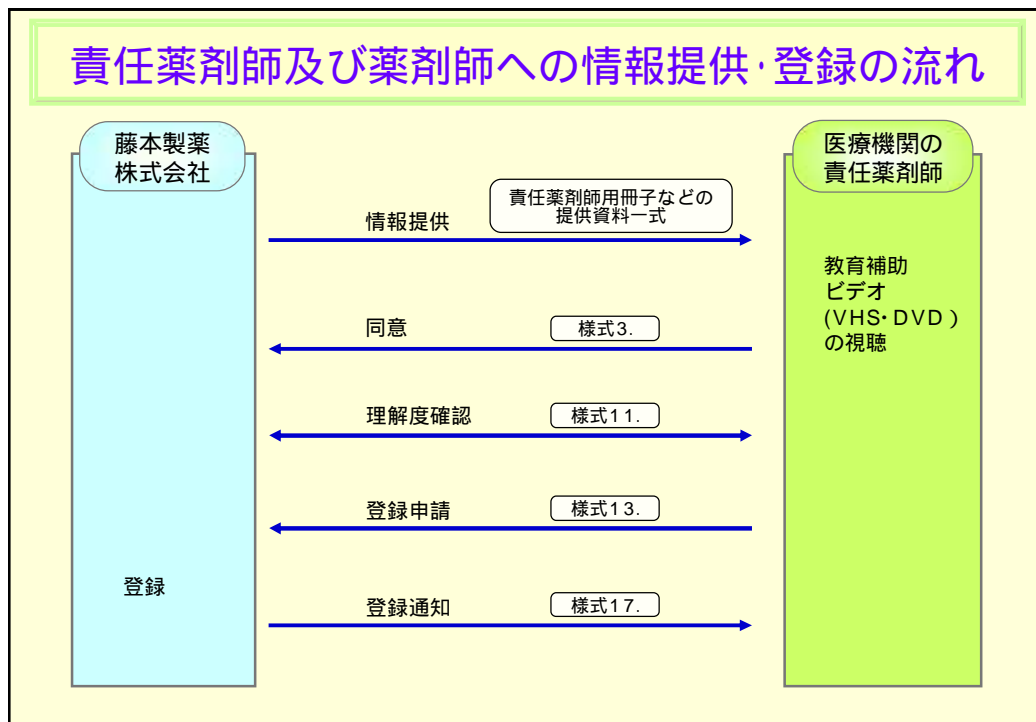 責任薬剤師及び薬剤師への情報提供・登録の流れ
藤本製薬
株式会社
医療機関の
責任薬剤師
情報提供
責任薬剤師用冊子などの
提供資料一式
教育補助
ビデオ
(VHS・DVD)
の視聴
同意
様式3.
理解度確認
様式11.
登録申請
様式13.
登録
登録通知
様式17.